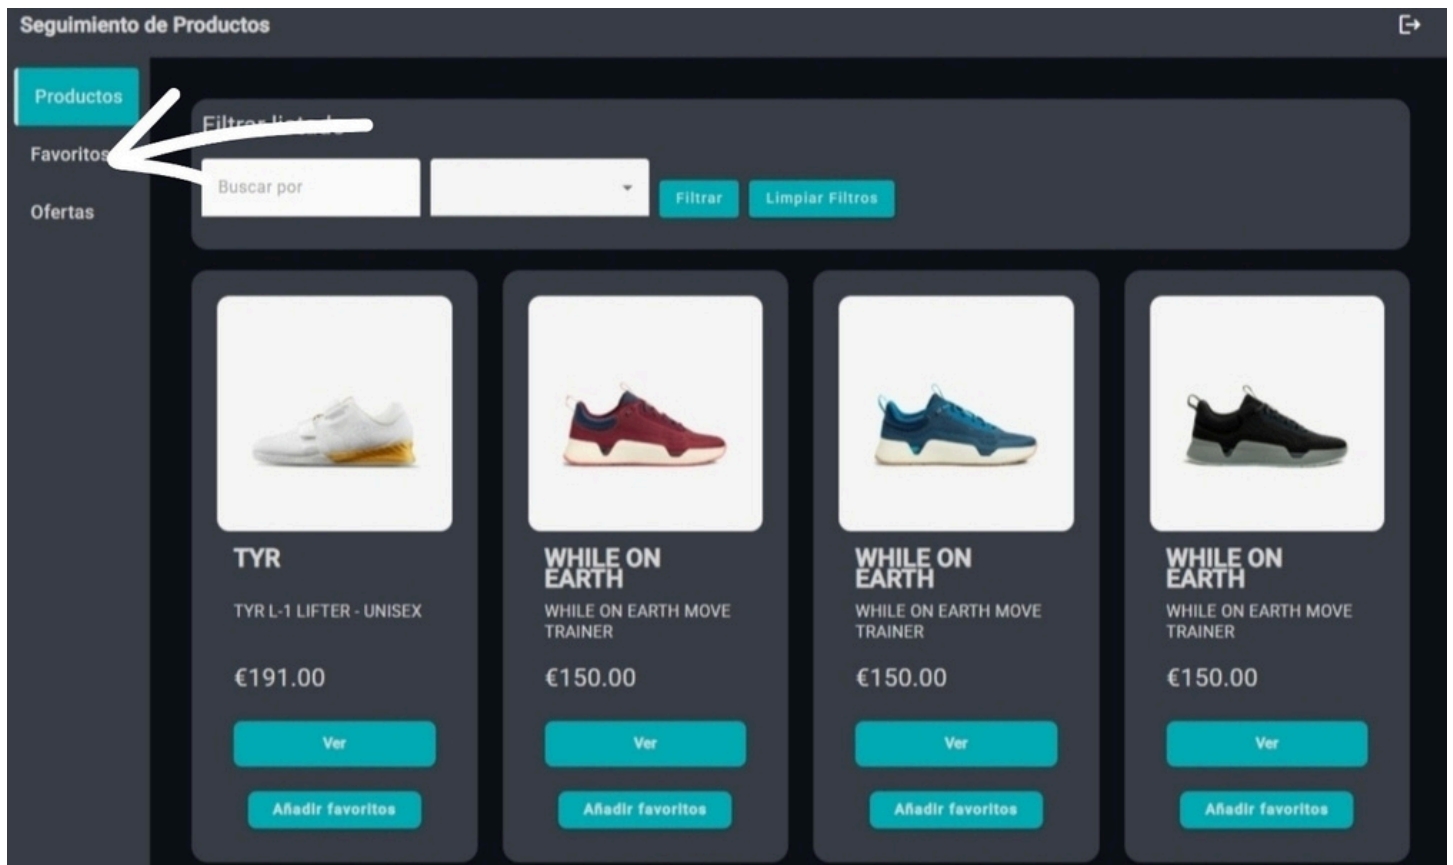 Seguimiento de Productos
Productos
Favoritos
Ofertas
Filtrar listado
Buscar por
Filtrar
Limpiar Filtros
TYR
TYR L-1 LIFTER - UNISEX
€191.00
Ver
Añadir favoritos
WHILE ON
EARTH
WHILE ON EARTH MOVE
TRAINER
€150.00
Ver
Añadir favoritos
WHILE ON
EARTH
WHILE ON EARTH MOVE
TRAINER
€150.00
Ver
Añadir favoritos
WHILE ON
EARTH
WHILE ON EARTH MOVE
TRAINER
€150.00
Ver
Añadir favoritos